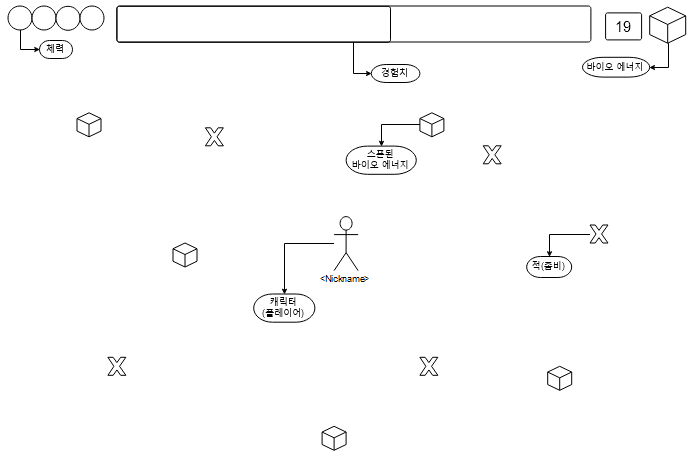 19
체력
바이오 에너지
경험치
스폰된
바이오 에너지
적(좀비)
<Nickname>
캐릭터
(플레이어)